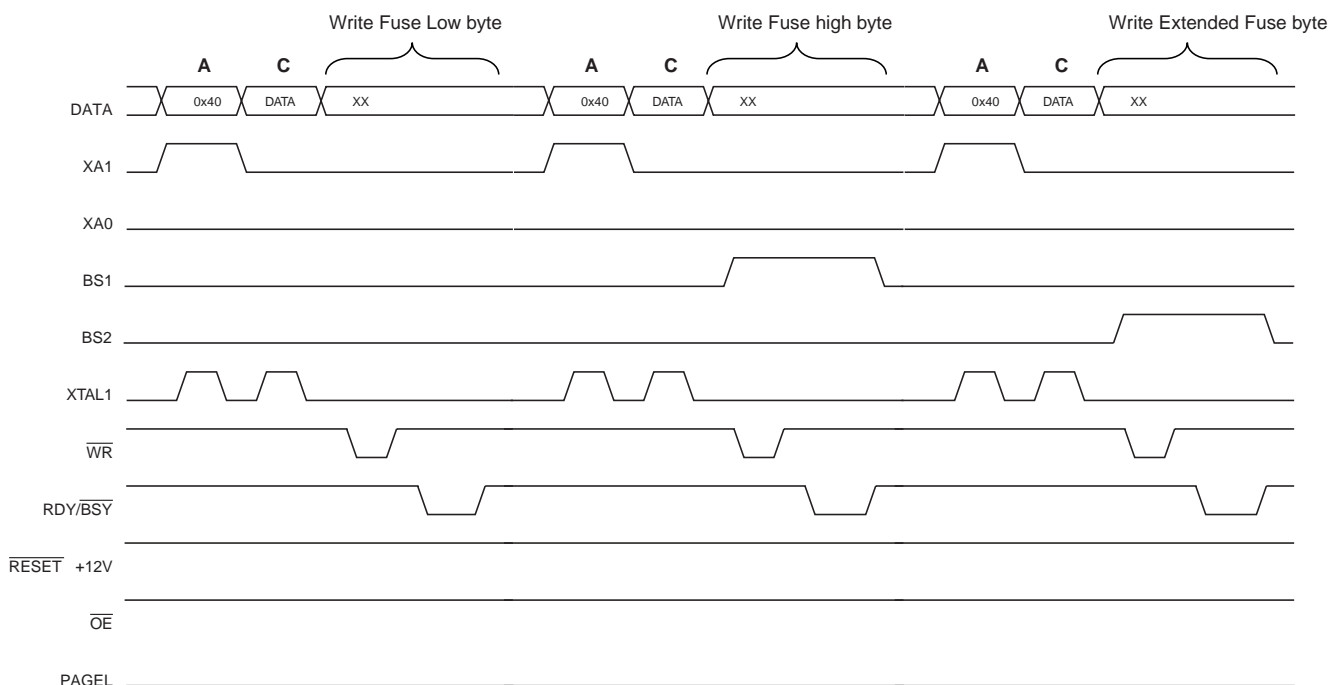 Write Fuse Low byte Write Fuse high byte Write Extended Fuse byte
A C A C A C
DATA 0x40 DATA XX 0x40 DATA XX 0x40 DATA XX
XA1
XA0
BS1
BS2
XTAL1
WR
RDY/BSY
RESET +12V
OE
PAGEL